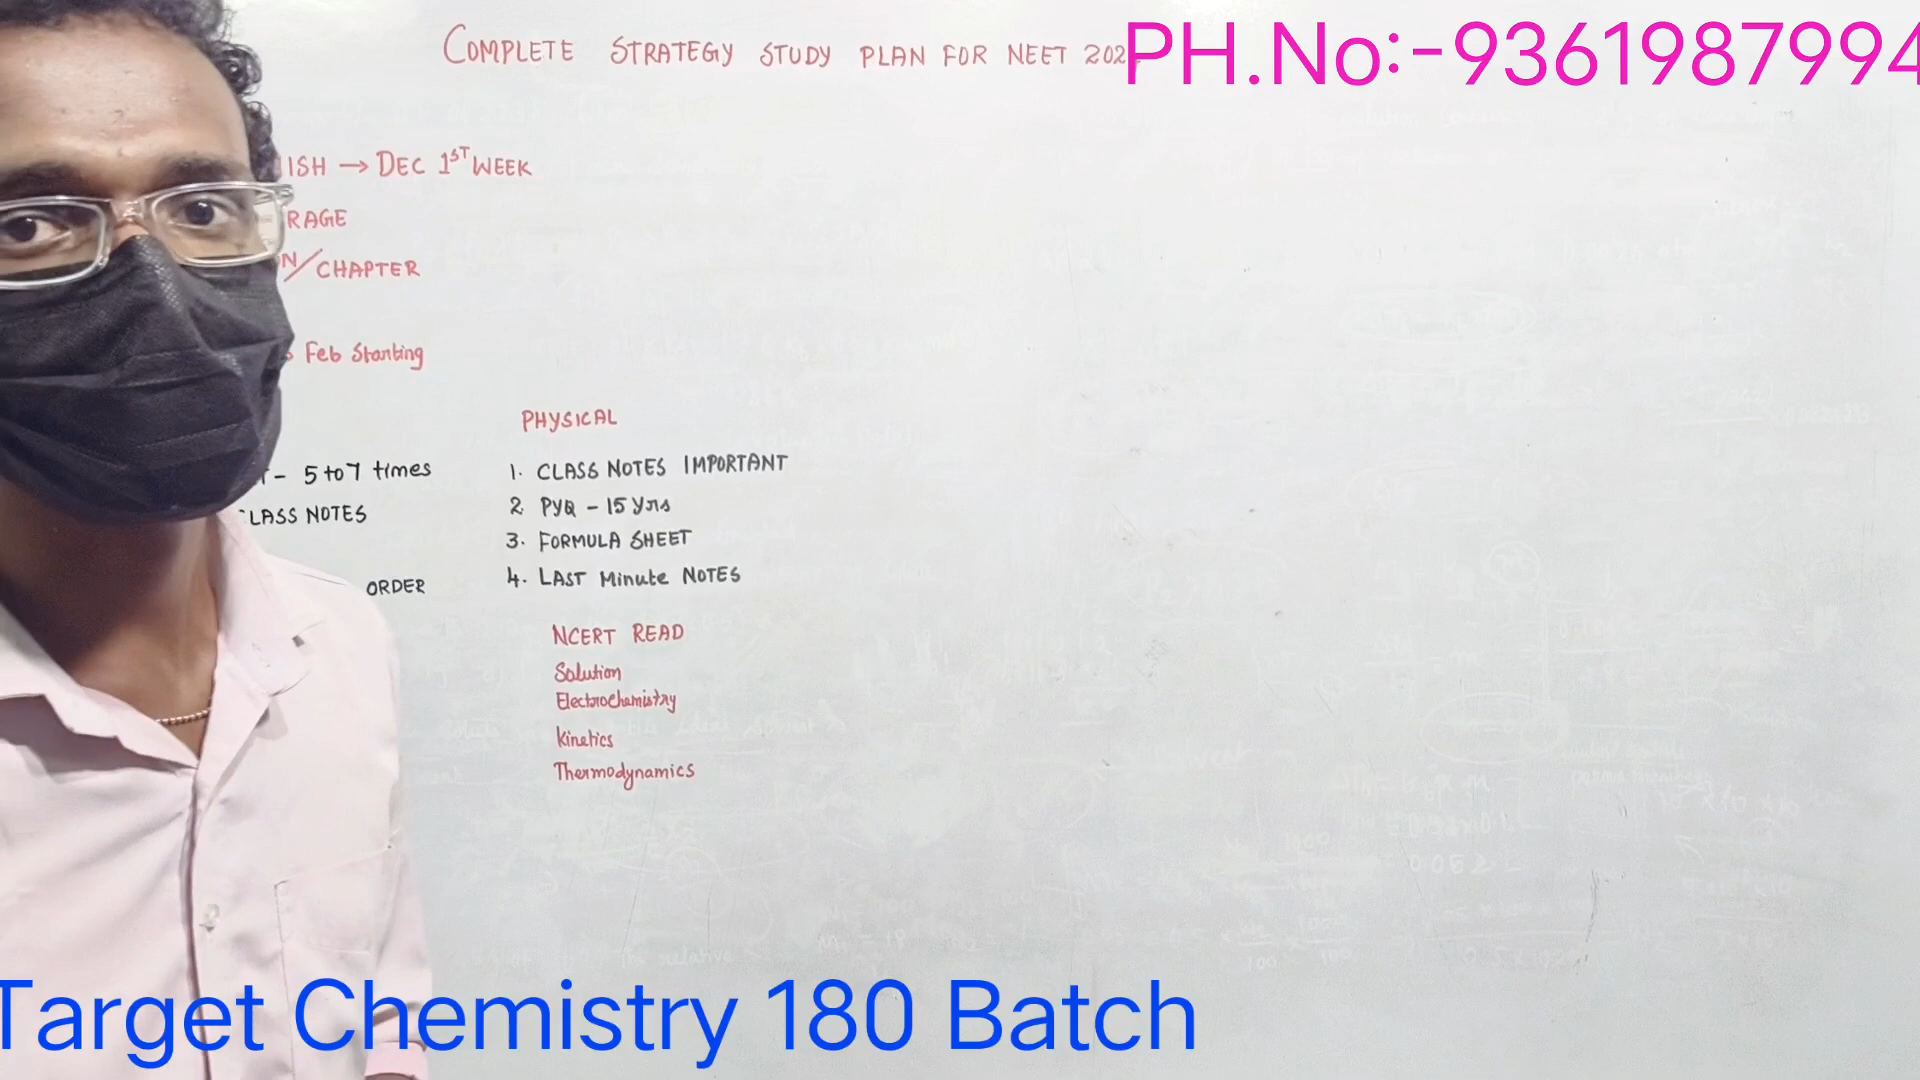 COMPLETE STRATEGY STUDY PLAN FOR NEET 202
PH.No:-9361987994
ISH → DEC 1ST WEEK
RAGE
N/CHAPTER
Feb Starting
PHYSICAL
T - 5 to 7 times
1. CLASS NOTES IMPORTANT
LASS NOTES
2 PYQ - 15 Yrs
3. FORMULA SHEET
ORDER
4. LAST Minute NOTES
NCERT READ
Solution
Electrochemistry
Kinetics
Thermodynamics
Target Chemistry 180 Batch